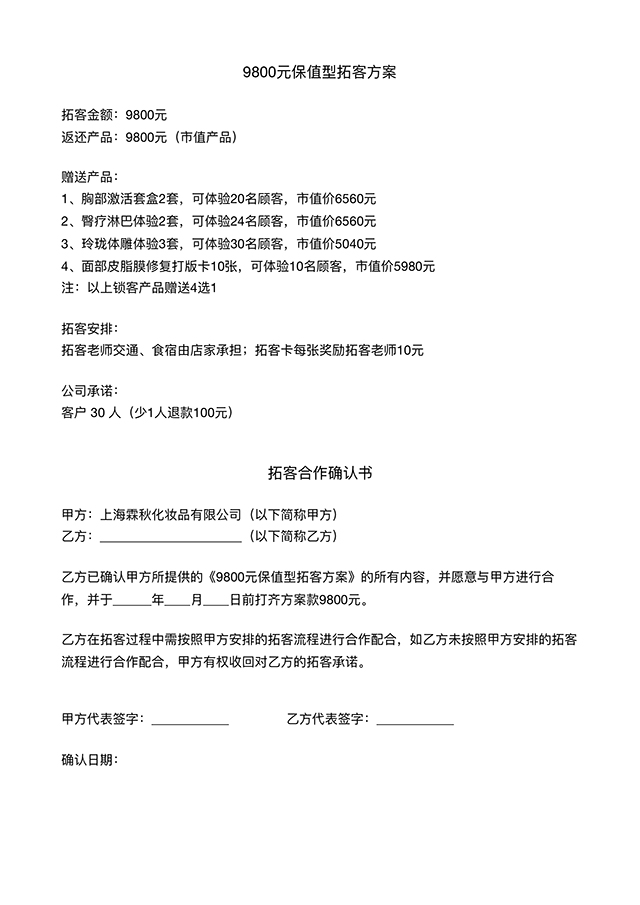 9800元保值型拓客方案
拓客金额：9800元
返还产品：9800元（市值产品）
赠送产品：
1、胸部激活套盒2套，可体验20名顾客，市值价6560元
2、臀疗淋巴体验2套，可体验24名顾客，市值价6560元
3、玲珑体雕体验3套，可体验30名顾客，市值价5040元
4、面部皮脂膜修复打版卡10张，可体验10名顾客，市值价5980元
注：以上锁客产品赠送4选1
拓客安排：
拓客老师交通、食宿由店家承担；拓客卡每张奖励拓客老师10元
公司承诺：
客户 30 人（少1人退款100元）
拓客合作确认书
甲方：上海霖秋化妆品有限公司（以下简称甲方）
乙方：______________________（以下简称乙方）
乙方已确认甲方所提供的《9800元保值型拓客方案》的所有内容，并愿意与甲方进行合
作，并于______年____月____日前打齐方案款9800元。
乙方在拓客过程中需按照甲方安排的拓客流程进行合作配合，如乙方未按照甲方安排的拓客
流程进行合作配合，甲方有权收回对乙方的拓客承诺。
甲方代表签字：____________ 乙方代表签字：____________
确认日期：